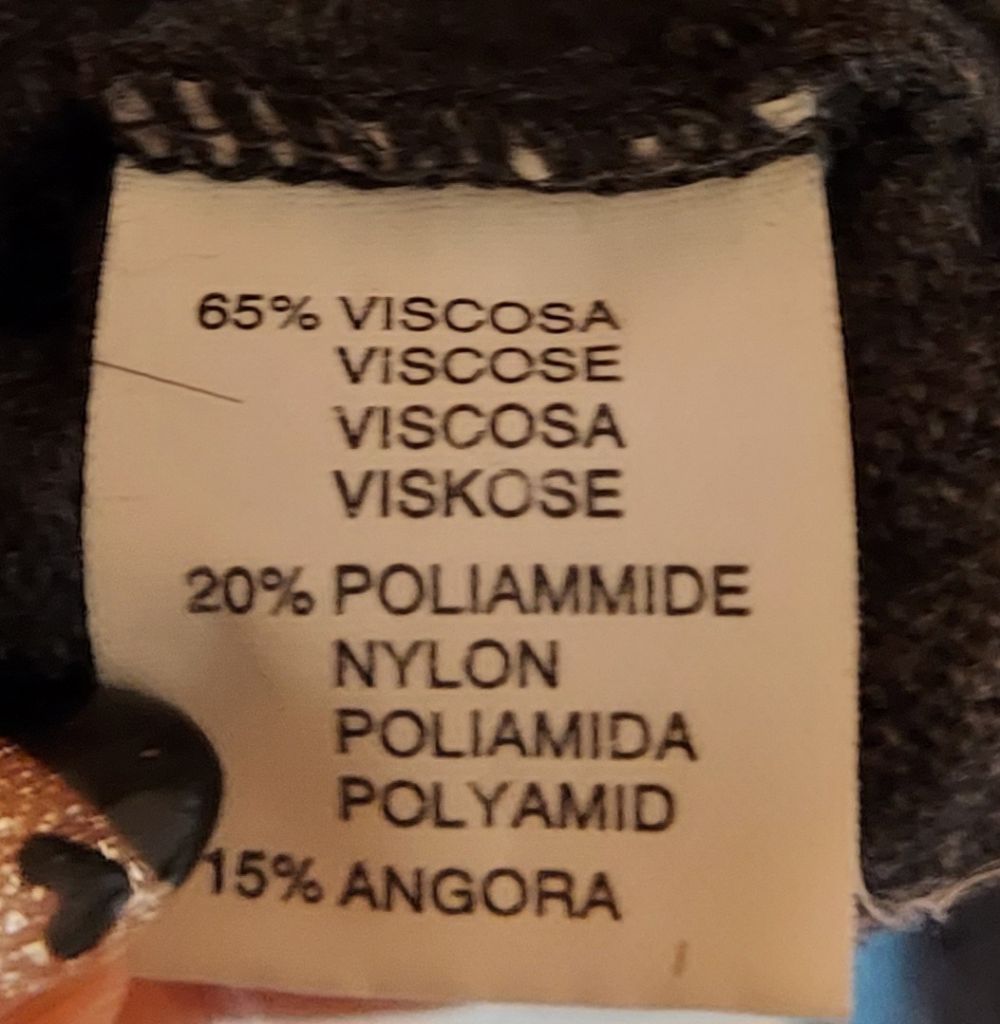 65% VISCOSA
VISCOSE
VISCOSA
VISKOSE
20% POLIAMMIDE
NYLON
POLIAMIDA
POLYAMID
15% ANGORA